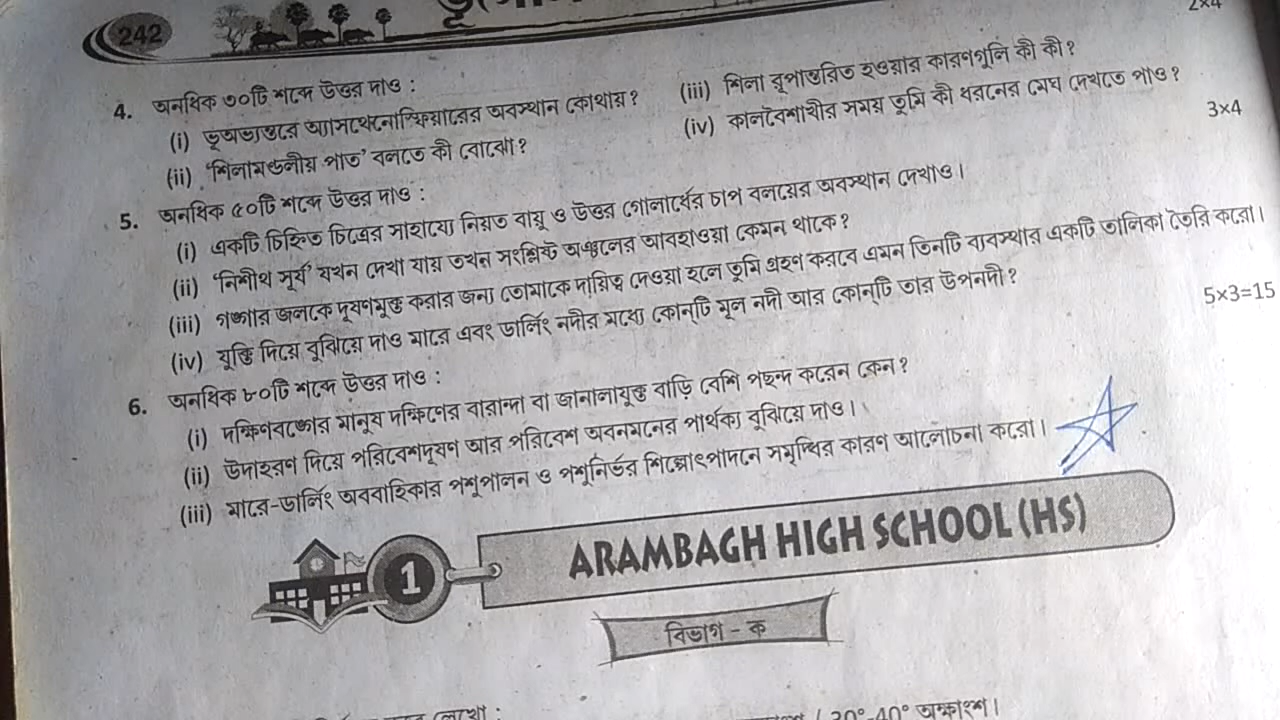 242
2×4
4. অনধিক ৩০টি শব্দে উত্তর দাও :
(i) ভূঅভ্যন্তরে অ্যাসথেনোস্ফিয়ারের অবস্থান কোথায়?
(ii) 'শিলামণ্ডলীয় পাত' বলতে কী বোঝো?
(iii) শিলা রূপান্তরিত হওয়ার কারণগুলি কী কী?
(iv) কালবৈশাখীর সময় তুমি কী ধরনের মেঘ দেখতে পাও?
3×4
5. অনধিক ৫০টি শব্দে উত্তর দাও :
(i) একটি চিহ্নিত চিত্রের সাহায্যে নিয়ত বায়ু ও উত্তর গোলার্ধের চাপ বলয়ের অবস্থান দেখাও।
(ii) 'নিশীথ সূর্য' যখন দেখা যায় তখন সংশ্লিষ্ট অঞ্চলের আবহাওয়া কেমন থাকে?
(iii) গঙ্গার জলকে দূষণমুক্ত করার জন্য তোমাকে দায়িত্ব দেওয়া হলে তুমি গ্রহণ করবে এমন তিনটি ব্যবস্থার একটি তালিকা তৈরি করো।
(iv) যুক্তি দিয়ে বুঝিয়ে দাও মারে এবং ডার্লিং নদীর মধ্যে কোন্‌টি মূল নদী আর কোন্‌টি তার উপনদী?
5×3=15
6. অনধিক ৮০টি শব্দে উত্তর দাও :
(i) দক্ষিণবঙ্গের মানুষ দক্ষিণের বারান্দা বা জানালাযুক্ত বাড়ি বেশি পছন্দ করেন কেন?
(ii) উদাহরণ দিয়ে পরিবেশদূষণ আর পরিবেশ অবনমনের পার্থক্য বুঝিয়ে দাও।
(iii) মারে-ডার্লিং অববাহিকার পশুপালন ও পশুনির্ভর শিল্পোৎপাদনে সমৃদ্ধির কারণ আলোচনা করো।
1 ARAMBAGH HIGH SCHOOL (HS)
বিভাগ - ক
লেখো :
20°-40° অক্ষাংশ।